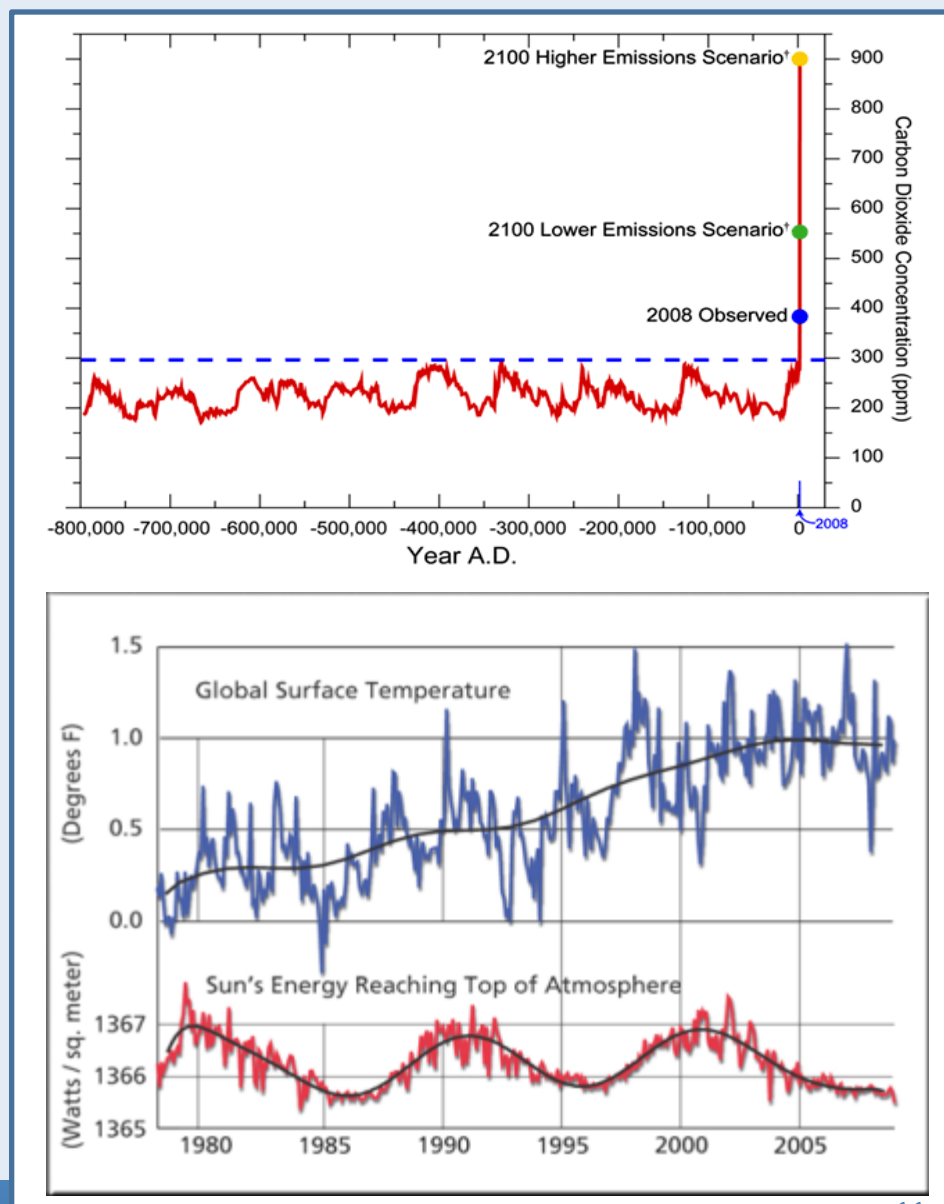 2100 Higher Emissions Scenario†
2100 Lower Emissions Scenario†
2008 Observed
900
800
700
600
500
400
300
200
100
0
Carbon Dioxide Concentration (ppm)
-800,000 -700,000 -600,000 -500,000 -400,000 -300,000 -200,000 -100,000 0 2008
Year A.D.
1.5
Global Surface Temperature
1.0
0.5
0.0
(Degrees F)
Sun's Energy Reaching Top of Atmosphere
1367
1366
1365
(Watts / sq. meter)
1980 1985 1990 1995 2000 2005